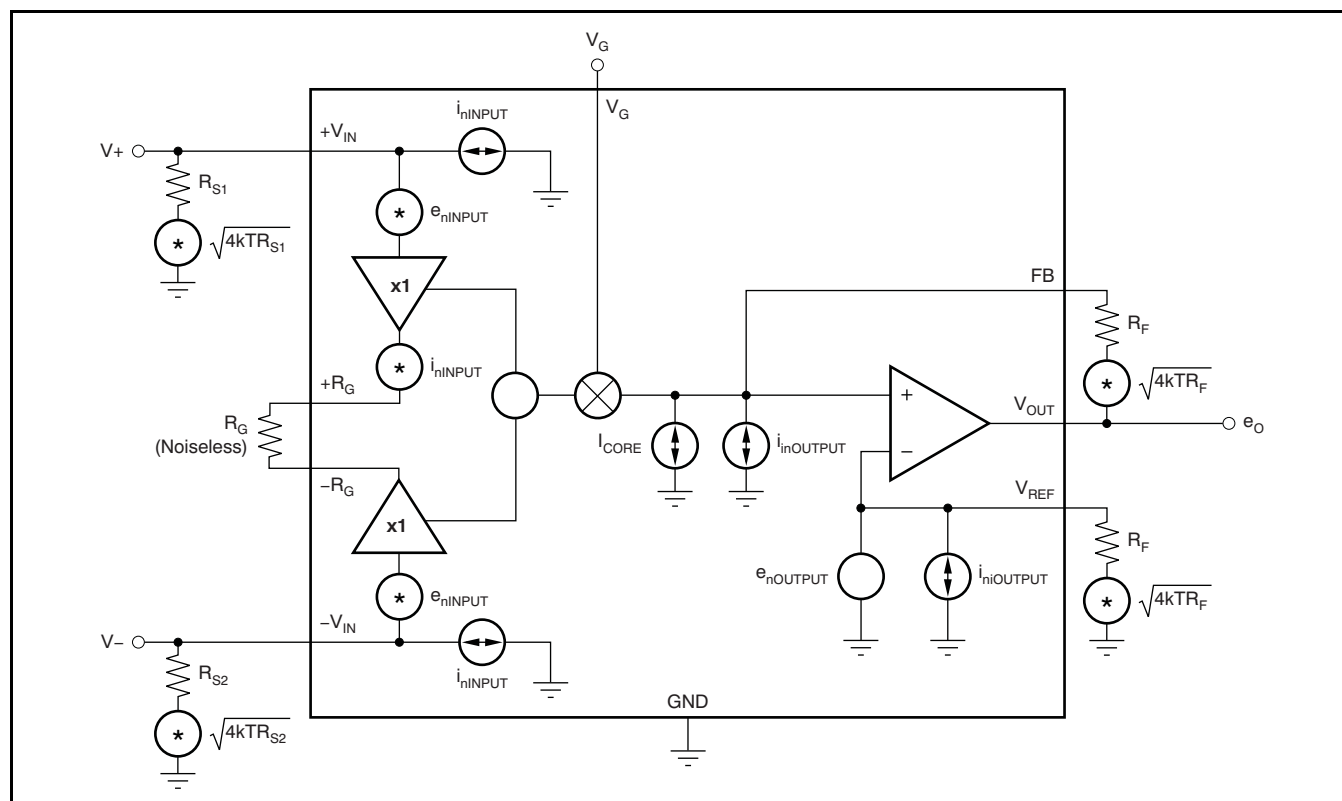 V_G
V_G
i_nINPUT
+V_IN
V+
R_S1
e_nINPUT
*
* √4kTR_S1
x1
FB
R_F
* i_nINPUT
+R_G
* √4kTR_F
R_G
(Noiseless)
+
V_OUT
e_O
I_CORE
i_inOUTPUT
−
−R_G
V_REF
x1
R_F
e_nOUTPUT
i_niOUTPUT
* e_nINPUT
* √4kTR_F
−V_IN
V−
R_S2
i_nINPUT
GND
* √4kTR_S2